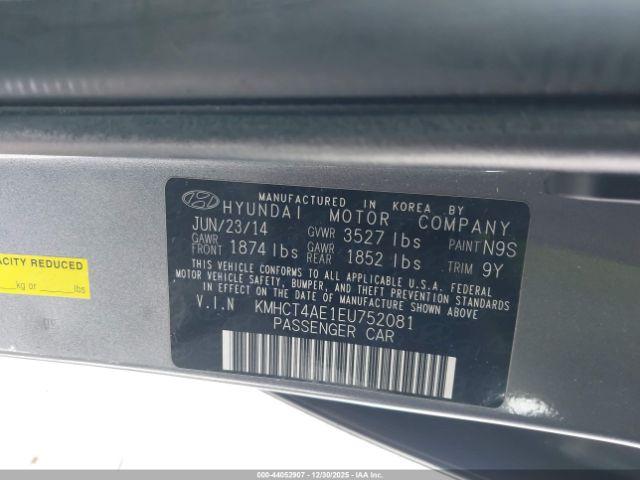 MANUFACTURED IN KOREA BY
HYUNDAI MOTOR COMPANY
JUN/23/14 GVWR 3527 lbs PAINT N9S
GAWR FRONT 1874 lbs GAWR REAR 1852 lbs TRIM 9Y
THIS VEHICLE CONFORMS TO ALL APPLICABLE U.S.A. FEDERAL
MOTOR VEHICLE SAFETY, BUMPER, AND THEFT PREVENTION
STANDARDS IN EFFECT ON THE DATE OF MANUFACTURE SHOWN ABOVE.
V.I.N KMHCT4AE1EU752081
PASSENGER CAR
ACITY REDUCED
kg or lbs
000-44052907 - 12/30/2025 - IAAI, Inc.